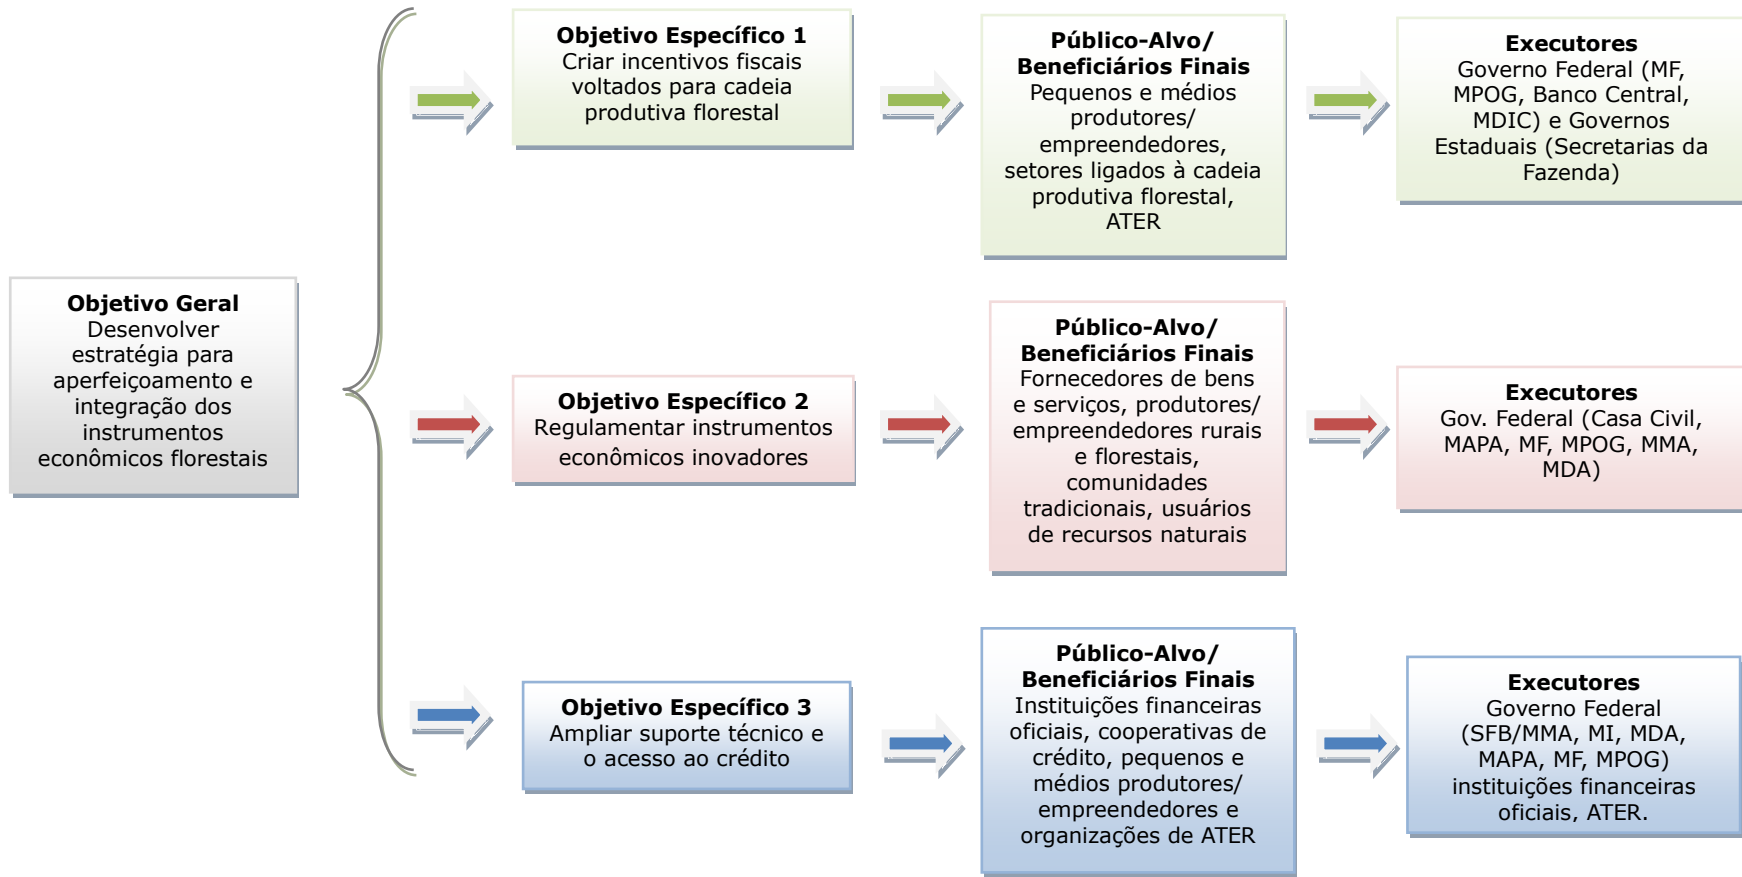 Objetivo Geral
Desenvolver
estratégia para
aperfeiçoamento e
integração dos
instrumentos
econômicos florestais
Objetivo Específico 1
Criar incentivos fiscais
voltados para cadeia
produtiva florestal
Público-Alvo/
Beneficiários Finais
Pequenos e médios
produtores/
empreendedores,
setores ligados à cadeia
produtiva florestal,
ATER
Executores
Governo Federal (MF,
MPOG, Banco Central,
MDIC) e Governos
Estaduais (Secretarias da
Fazenda)
Objetivo Específico 2
Regulamentar instrumentos
econômicos inovadores
Público-Alvo/
Beneficiários Finais
Fornecedores de bens
e serviços, produtores/
empreendedores rurais
e florestais,
comunidades
tradicionais, usuários
de recursos naturais
Executores
Gov. Federal (Casa Civil,
MAPA, MF, MPOG, MMA,
MDA)
Objetivo Específico 3
Ampliar suporte técnico e
o acesso ao crédito
Público-Alvo/
Beneficiários Finais
Instituições financeiras
oficiais, cooperativas de
crédito, pequenos e
médios produtores/
empreendedores e
organizações de ATER
Executores
Governo Federal
(SFB/MMA, MI, MDA,
MAPA, MF, MPOG)
instituições financeiras
oficiais, ATER.